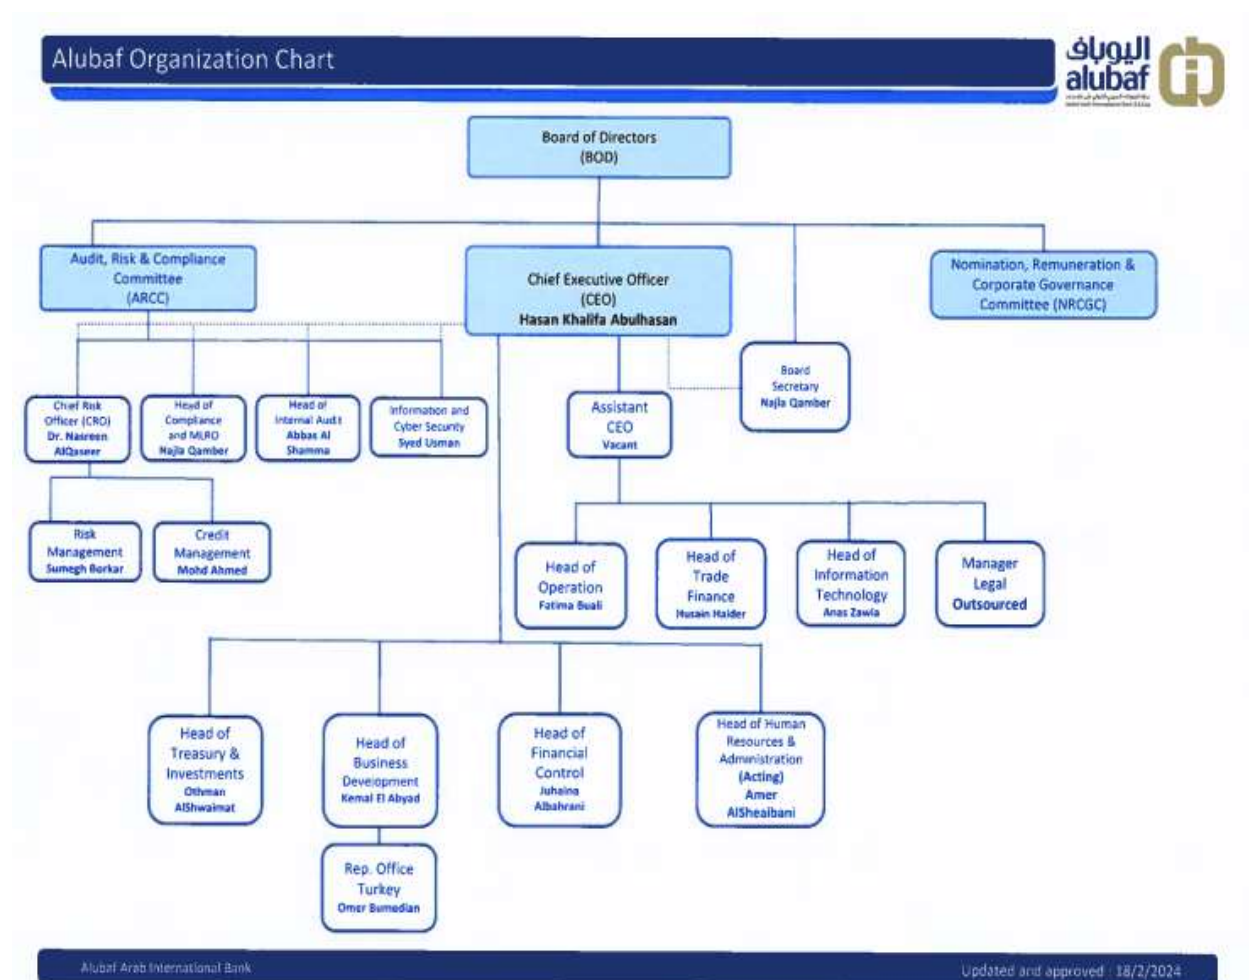 Alubaf Organization Chart
اليوباف
alubaf
Board of Directors
(BOD)
Audit, Risk & Compliance
Committee
(ARCC)
Chief Executive Officer
(CEO)
Hasan Khalifa Abulhasan
Nomination, Remuneration &
Corporate Governance
Committee (NRCGC)
Board
Secretary
Najla Qamber
Chief Risk
Officer (CRO)
Dr. Nasreen
AlQaseer
Head of
Compliance
and MLRO
Najla Qamber
Head of
Internal Audit
Abbas Al
Shamma
Information and
Cyber Security
Syed Usman
Assistant
CEO
Vacant
Risk
Management
Sumegh Borkar
Credit
Management
Mohd Ahmed
Head of
Operation
Fatima Buali
Head of
Trade
Finance
Husain Haider
Head of
Information
Technology
Anas Zawia
Manager
Legal
Outsourced
Head of
Treasury &
Investments
Othman
AlShwaimat
Head of
Business
Development
Kemal El Abyad
Head of
Financial
Control
Juhaina
Albahrani
Head of Human
Resources &
Administration
(Acting)
Amer
AlShealbani
Rep. Office
Turkey
Omer Bumedian
Alubaf Arab International Bank
Updated and approved : 18/2/2024